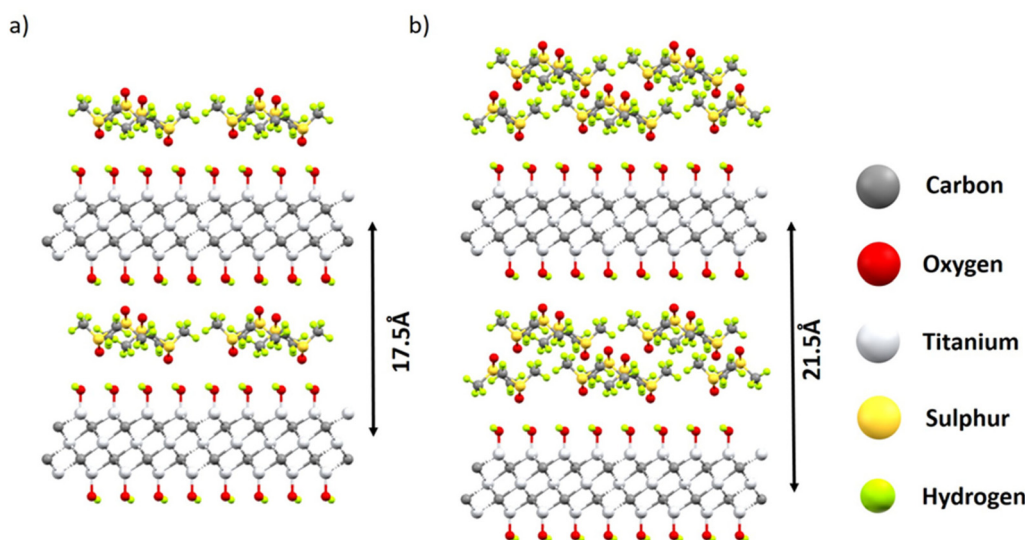 a)
b)
17.5Å
21.5Å
Carbon
Oxygen
Titanium
Sulphur
Hydrogen